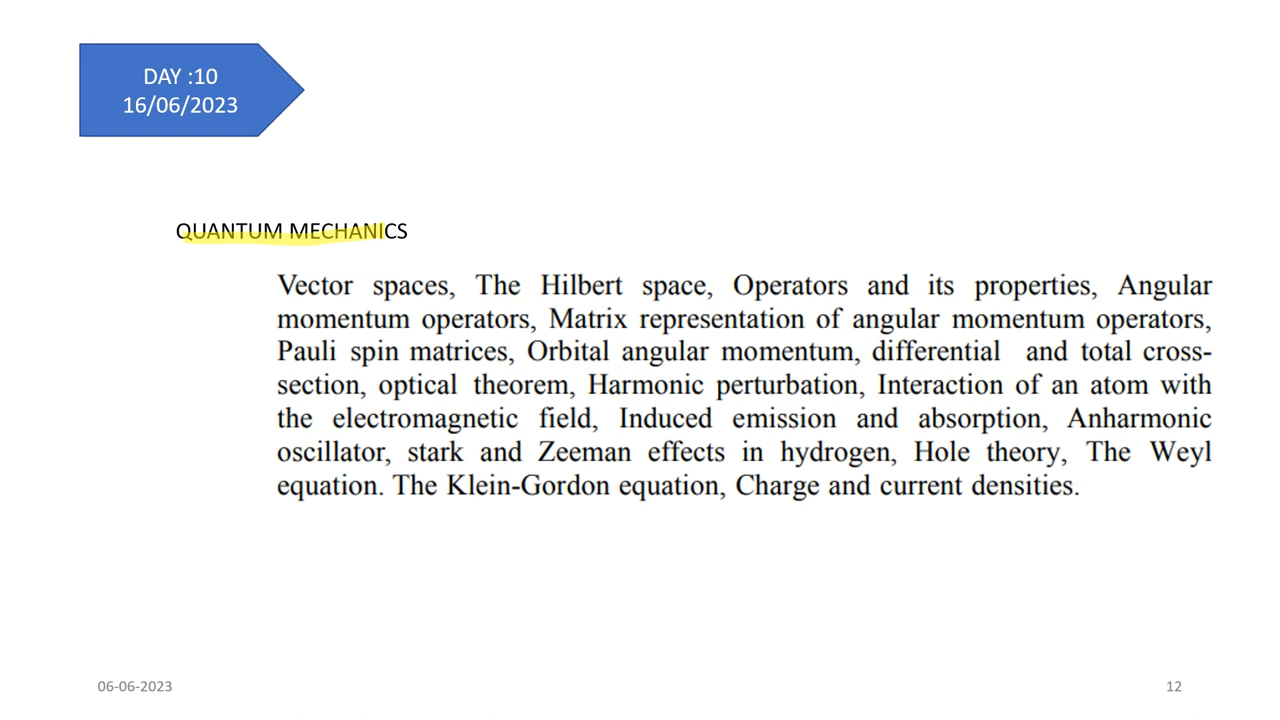 DAY :10
16/06/2023
QUANTUM MECHANICS
Vector spaces, The Hilbert space, Operators and its properties, Angular
momentum operators, Matrix representation of angular momentum operators,
Pauli spin matrices, Orbital angular momentum, differential and total cross-
section, optical theorem, Harmonic perturbation, Interaction of an atom with
the electromagnetic field, Induced emission and absorption, Anharmonic
oscillator, stark and Zeeman effects in hydrogen, Hole theory, The Weyl
equation. The Klein-Gordon equation, Charge and current densities.
06-06-2023
12